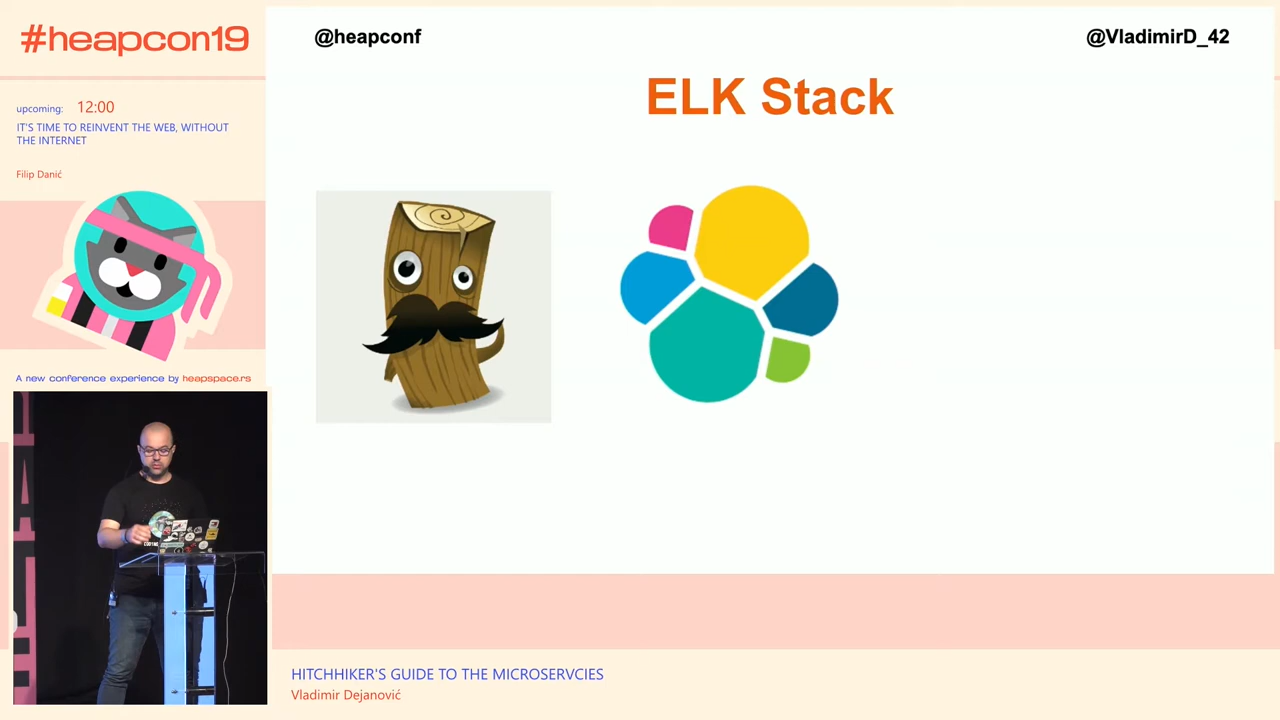 #heapcon19
upcoming: 12:00
IT'S TIME TO REINVENT THE WEB, WITHOUT
THE INTERNET
Filip Danić
A new conference experience by heapspace.rs
@heapconf
@VladimirD_42
ELK Stack
HITCHHIKER'S GUIDE TO THE MICROSERVCIES
Vladimir Dejanović